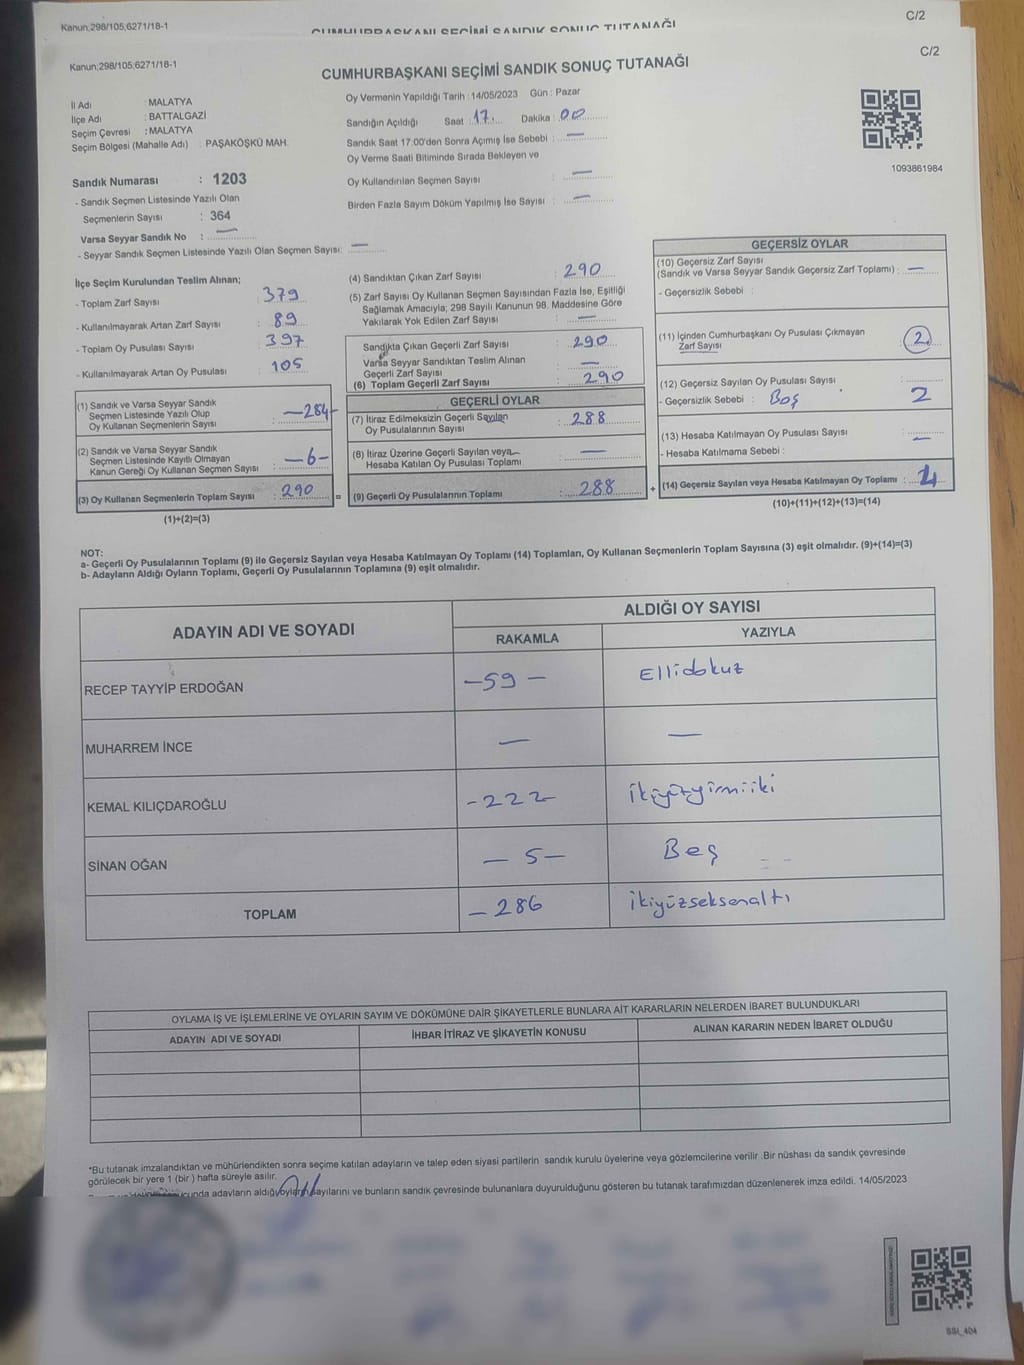 Kanun;298/105;6271/18-1
C/2
CUMHURBAŞKANI SEÇİMİ SANDIK SONUÇ TUTANAĞI
Kanun;298/105;6271/18-1
C/2
CUMHURBAŞKANI SEÇİMİ SANDIK SONUÇ TUTANAĞI
İl Adı : MALATYA
İlçe Adı : BATTALGAZİ
Seçim Çevresi : MALATYA
Seçim Bölgesi (Mahalle Adı) : PAŞAKÖŞKÜ MAH.
Oy Vermenin Yapıldığı Tarih :14/05/2023 Gün : Pazar
Sandığın Açıldığı Saat : 17 Dakika : 00
Sandık Saat 17:00'den Sonra Açımış İse Sebebi : —
Oy Verme Saati Bitiminde Sırada Bekleyen ve
Oy Kullandırılan Seçmen Sayısı : —
Birden Fazla Sayım Döküm Yapılmış İse Sayısı : —
1093861984
Sandık Numarası : 1203
- Sandık Seçmen Listesinde Yazılı Olan
Seçmenlerin Sayısı : 364
Varsa Seyyar Sandık No : —
- Seyyar Sandık Seçmen Listesinde Yazılı Olan Seçmen Sayısı: —
İlçe Seçim Kurulundan Teslim Alınan;
- Toplam Zarf Sayısı : 379
- Kullanılmayarak Artan Zarf Sayısı : 89
- Toplam Oy Pusulası Sayısı : 397
- Kullanılmayarak Artan Oy Pusulası : 105
(1) Sandık ve Varsa Seyyar Sandık
Seçmen Listesinde Yazılı Olup
Oy Kullanan Seçmenlerin Sayısı : —284—
(2) Sandık ve Varsa Seyyar Sandık
Seçmen Listesinde Kayıtlı Olmayan
Kanun Gereği Oy Kullanan Seçmen Sayısı : —6—
(3) Oy Kullanan Seçmenlerin Toplam Sayısı : 290 =
(1)+(2)=(3)
(4) Sandıktan Çıkan Zarf Sayısı : 290
(5) Zarf Sayısı Oy Kullanan Seçmen Sayısından Fazla İse, Eşitliği
Sağlamak Amacıyla; 298 Sayılı Kanunun 98. Maddesine Göre
Yakılarak Yok Edilen Zarf Sayısı : —
Sandıkta Çıkan Geçerli Zarf Sayısı : 290
Varsa Seyyar Sandıktan Teslim Alınan
Geçerli Zarf Sayısı : —
(6) Toplam Geçerli Zarf Sayısı : 290
GEÇERLİ OYLAR
(7) İtiraz Edilmeksizin Geçerli Sayılan
Oy Pusulalarının Sayısı : 288
(8) İtiraz Üzerine Geçerli Sayılan veya
Hesaba Katılan Oy Pusulası Toplamı : —
(9) Geçerli Oy Pusulalarının Toplamı : 288 +
GEÇERSİZ OYLAR
(10) Geçersiz Zarf Sayısı
(Sandık ve Varsa Seyyar Sandık Geçersiz Zarf Toplamı) : —
- Geçersizlik Sebebi :
(11) İçinden Cumhurbaşkanı Oy Pusulası Çıkmayan
Zarf Sayısı : 2
(12) Geçersiz Sayılan Oy Pusulası Sayısı :
- Geçersizlik Sebebi : Boş 2
(13) Hesaba Katılmayan Oy Pusulası Sayısı : —
- Hesaba Katılmama Sebebi :
(14) Geçersiz Sayılan veya Hesaba Katılmayan Oy Toplamı :
(10)+(11)+(12)+(13)=(14)
NOT:
a- Geçerli Oy Pusulalarının Toplamı (9) ile Geçersiz Sayılan veya Hesaba Katılmayan Oy Toplamı (14) Toplamları, Oy Kullanan Seçmenlerin Toplam Sayısına (3) eşit olmalıdır. (9)+(14)=(3)
b- Adayların Aldığı Oyların Toplamı, Geçerli Oy Pusulalarının Toplamına (9) eşit olmalıdır.
ADAYIN ADI VE SOYADI
ALDIĞI OY SAYISI
RAKAMLA YAZIYLA
RECEP TAYYİP ERDOĞAN —59— Ellidokuz
MUHARREM İNCE — —
KEMAL KILIÇDAROĞLU -222— ikiyüzyirmiiki
SİNAN OĞAN —5— Beş
TOPLAM —286 ikiyüzseksenaltı
OYLAMA İŞ VE İŞLEMLERİNE VE OYLARIN SAYIM VE DÖKÜMÜNE DAİR ŞİKAYETLERLE BUNLARA AİT KARARLARIN NELERDEN İBARET BULUNDUKLARI
ADAYIN ADI VE SOYADI İHBAR İTİRAZ VE ŞİKAYETİN KONUSU ALINAN KARARIN NEDEN İBARET OLDUĞU
*Bu tutanak imzalandıktan ve mühürlendikten sonra seçime katılan adayların ve talep eden siyasi partilerin sandık kurulu üyelerine veya gözlemcilerine verilir .Bir nüshası da sandık çevresinde
görülecek bir yere 1 (bir ) hafta süreyle asılır.
adayların aldığı oyların sayılarını ve bunların sandık çevresinde bulunanlara duyurulduğunu gösteren bu tutanak tarafımızdan düzenlenerek imza edildi. 14/05/2023
SSI_404